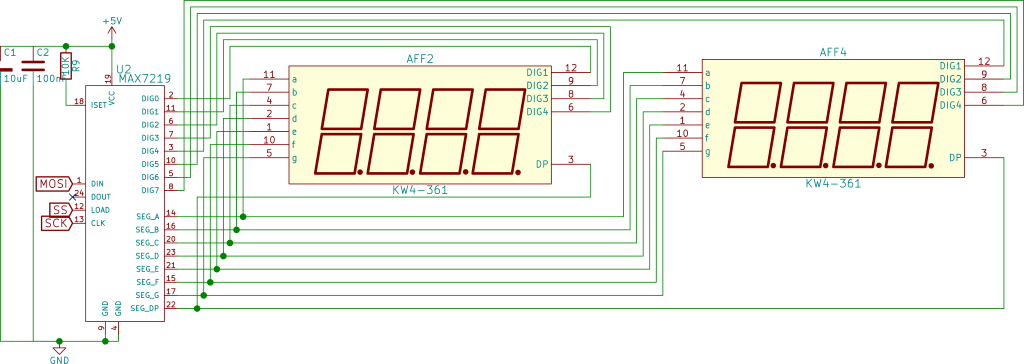 +5V
C1
10uF
C2
100n
10K
R9
U2
MAX7219
19
VCC
18 ISET
DIG0 2
DIG1 11
DIG2 6
DIG3 7
DIG4 3
DIG5 10
DIG6 5
DIG7 8
MOSI 1 DIN
24 DOUT
SS 12 LOAD
SCK 13 CLK
SEG_A 14
SEG_B 16
SEG_C 20
SEG_D 23
SEG_E 21
SEG_F 15
SEG_G 17
SEG_DP 22
GND GND
9 4
GND
AFF2
11 a DIG1 12
7 b DIG2 9
4 c DIG3 8
2 d DIG4 6
1 e
10 f
5 g DP 3
KW4-361
AFF4
11 a DIG1 12
7 b DIG2 9
4 c DIG3 8
2 d DIG4 6
1 e
10 f
5 g DP 3
KW4-361